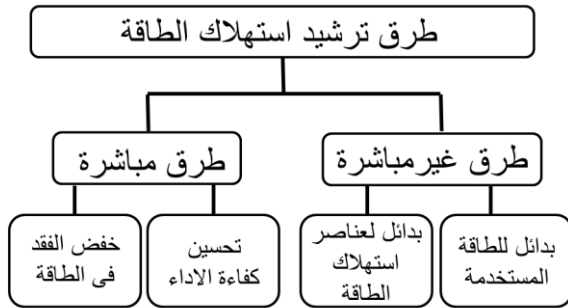 طرق ترشيد استهلاك الطاقة
طرق غيرمباشرة
طرق مباشرة
بدائل للطاقة
المستخدمة
بدائل لعناصر
استهلاك
الطاقة
تحسين
كفاءة الاداء
خفض الفقد
فى الطاقة